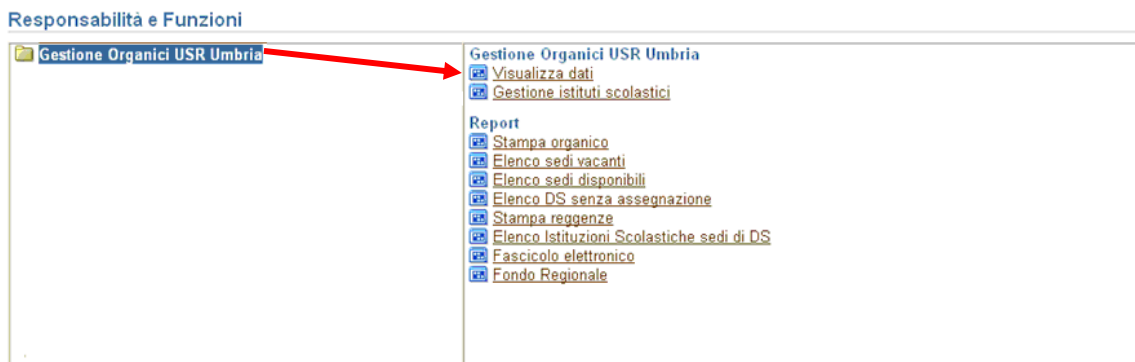 Responsabilità e Funzioni
Gestione Organici USR Umbria
Gestione Organici USR Umbria
Visualizza dati
Gestione istituti scolastici
Report
Stampa organico
Elenco sedi vacanti
Elenco sedi disponibili
Elenco DS senza assegnazione
Stampa reggenze
Elenco Istituzioni Scolastiche sedi di DS
Fascicolo elettronico
Fondo Regionale